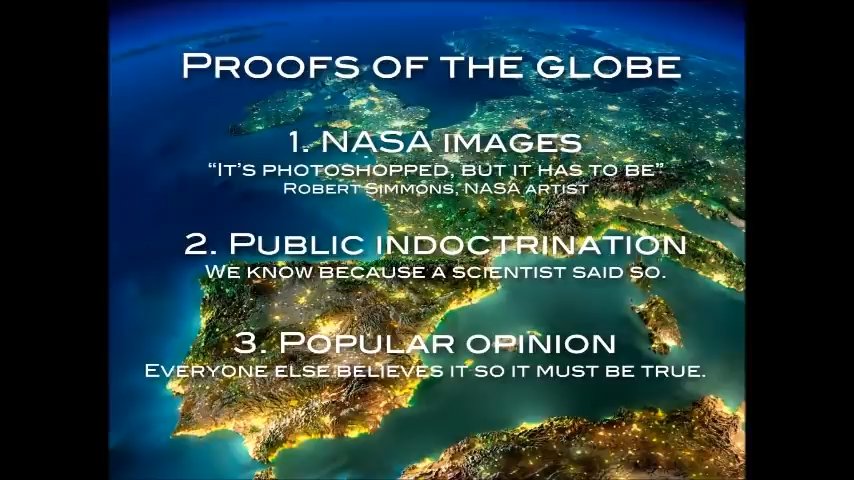 Proofs of the globe
1. NASA images
"It's photoshopped, but it has to be"
Robert Simmons, NASA artist
2. Public indoctrination
We know because a scientist said so.
3. Popular opinion
Everyone else believes it so it must be true.